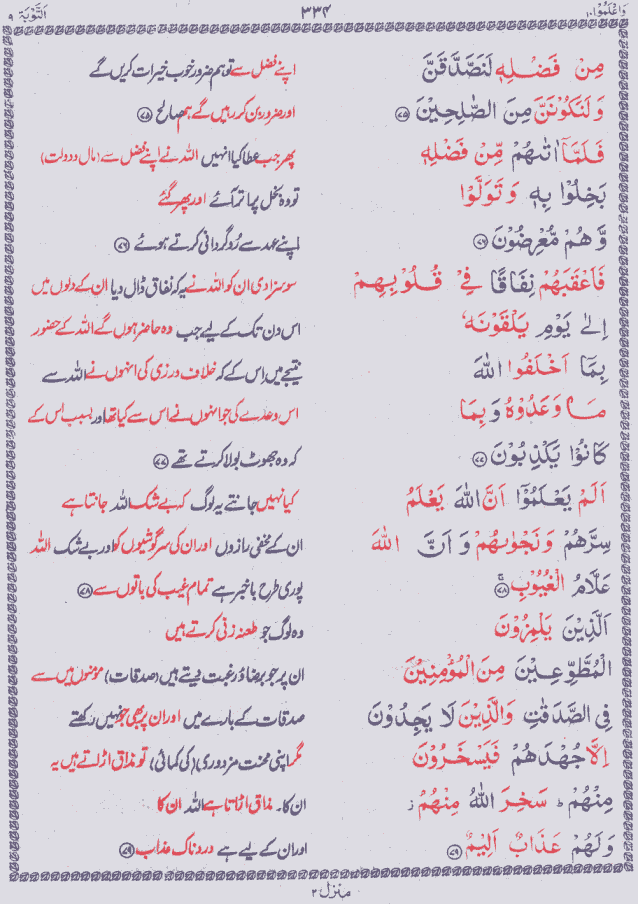 وَاعْلَمُوْٓا ۱۰ ۳۳۴ اَلتَّوْبَة ۹
مِنْ فَضْلِهٖ لَنَصَّدَّقَنَّ اپنے فضل سے تو ہم ضرور خوب خیرات کریں گے
وَلَنَكُوْنَنَّ مِنَ الصّٰلِحِيْنَ ﴿۷۵﴾ اور ضرور بن کر رہیں گے ہم صالح ﴿۷۵﴾
فَلَمَّاۤ اٰتٰىهُمْ مِّنْ فَضْلِهٖ پھر جب عطا کیا انہیں اللہ نے اپنے فضل سے (مال و دولت)
بَخِلُوْا بِهٖ وَتَوَلَّوْا تو وہ بخل پر اتر آئے اور پھر گئے
وَّهُمْ مُّعْرِضُوْنَ ﴿۷۶﴾ اپنے عہد سے رُوگردانی کرتے ہوئے ﴿۷۶﴾
فَاَعْقَبَهُمْ نِفَاقًا فِيْ قُلُوْبِهِمْ سو سزا دی ان کو اللہ نے یہ کہ نفاق ڈال دیا ان کے دلوں میں
اِلٰى يَوْمِ يَلْقَوْنَهٗ اس دن تک کے لیے جب وہ حاضر ہوں گے اللہ کے حضور
بِمَاۤ اَخْلَفُوا اللّٰهَ نتیجے میں اِس کے کہ خلاف ورزی کی انہوں نے اللہ سے
مَا وَعَدُوْهُ وَبِمَا اس وعدے کی جو انہوں نے اس سے کیا تھا اور بسبب اُس کے
كَانُوْا يَكْذِبُوْنَ ﴿۷۷﴾ کہ وہ جھوٹ بولا کرتے تھے ﴿۷۷﴾
اَلَمْ يَعْلَمُوْۤا اَنَّ اللّٰهَ يَعْلَمُ کیا نہیں جانتے یہ لوگ کہ بے شک اللہ جانتا ہے
سِرَّهُمْ وَنَجْوٰىهُمْ وَاَنَّ اللّٰهَ ان کے مخفی رازوں اور ان کی سرگوشیوں کو اور بے شک اللہ
عَلَّامُ الْغُيُوْبِ ﴿۷۸﴾ پوری طرح باخبر ہے تمام غیب کی باتوں سے ﴿۷۸﴾
اَلَّذِيْنَ يَلْمِزُوْنَ وہ لوگ جو طعنہ زنی کرتے ہیں
الْمُطَّوِّعِيْنَ مِنَ الْمُؤْمِنِيْنَ ان پر جو برضا و رغبت دیتے ہیں (صدقات) مؤمنوں میں سے
فِي الصَّدَقٰتِ وَالَّذِيْنَ لَا يَجِدُوْنَ صدقات کے بارے میں اور ان پر بھی جو نہیں رکھتے
اِلَّا جُهْدَهُمْ فَيَسْخَرُوْنَ مگر اپنی محنت مزدوری (کی کمائی) تو مذاق اڑاتے ہیں یہ
مِنْهُمْ ؕ سَخِرَ اللّٰهُ مِنْهُمْ ز ان کا۔ مذاق اڑاتا ہے اللہ ان کا
وَلَهُمْ عَذَابٌ اَلِيْمٌ ﴿۷۹﴾ اور ان کے لیے ہے دردناک عذاب ﴿۷۹﴾
منزل ۲